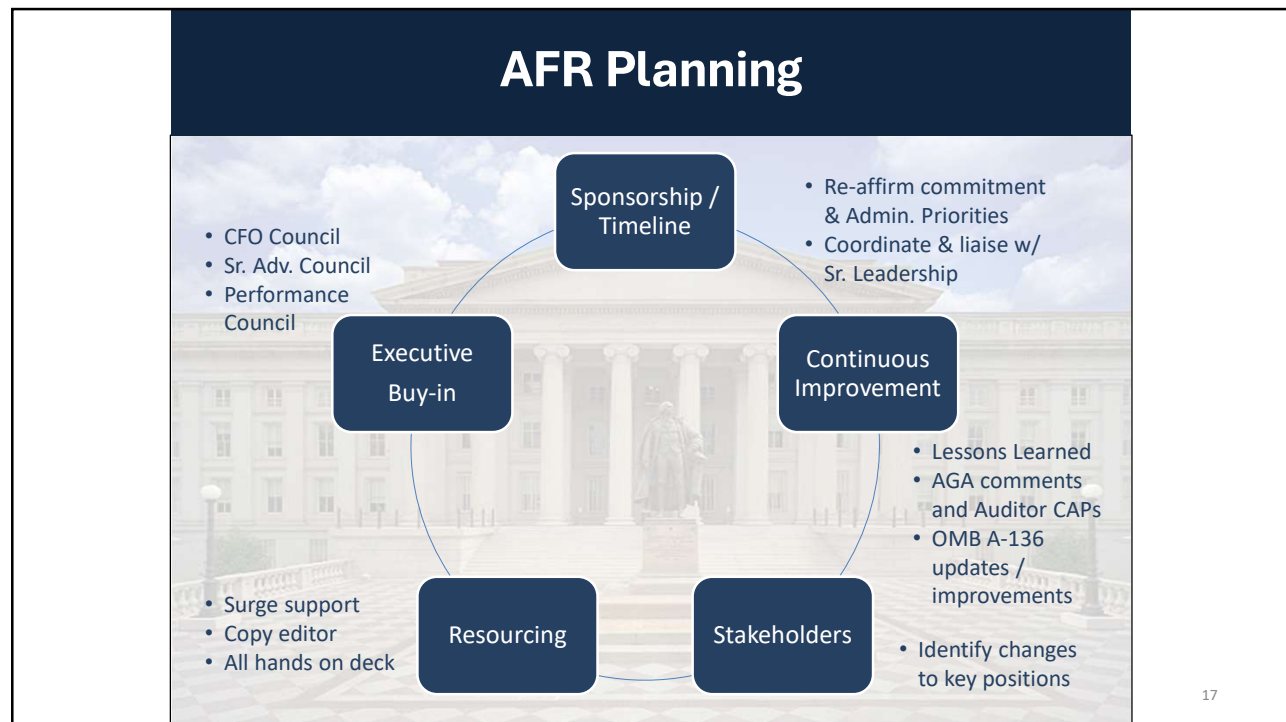 AFR Planning
Sponsorship /
Timeline
• Re-affirm commitment
& Admin. Priorities
• Coordinate & liaise w/
Sr. Leadership
• CFO Council
• Sr. Adv. Council
• Performance
Council
Executive
Buy-in
Continuous
Improvement
• Lessons Learned
• AGA comments
and Auditor CAPs
• OMB A-136
updates /
improvements
• Surge support
• Copy editor
• All hands on deck
Resourcing
Stakeholders
• Identify changes
to key positions
17